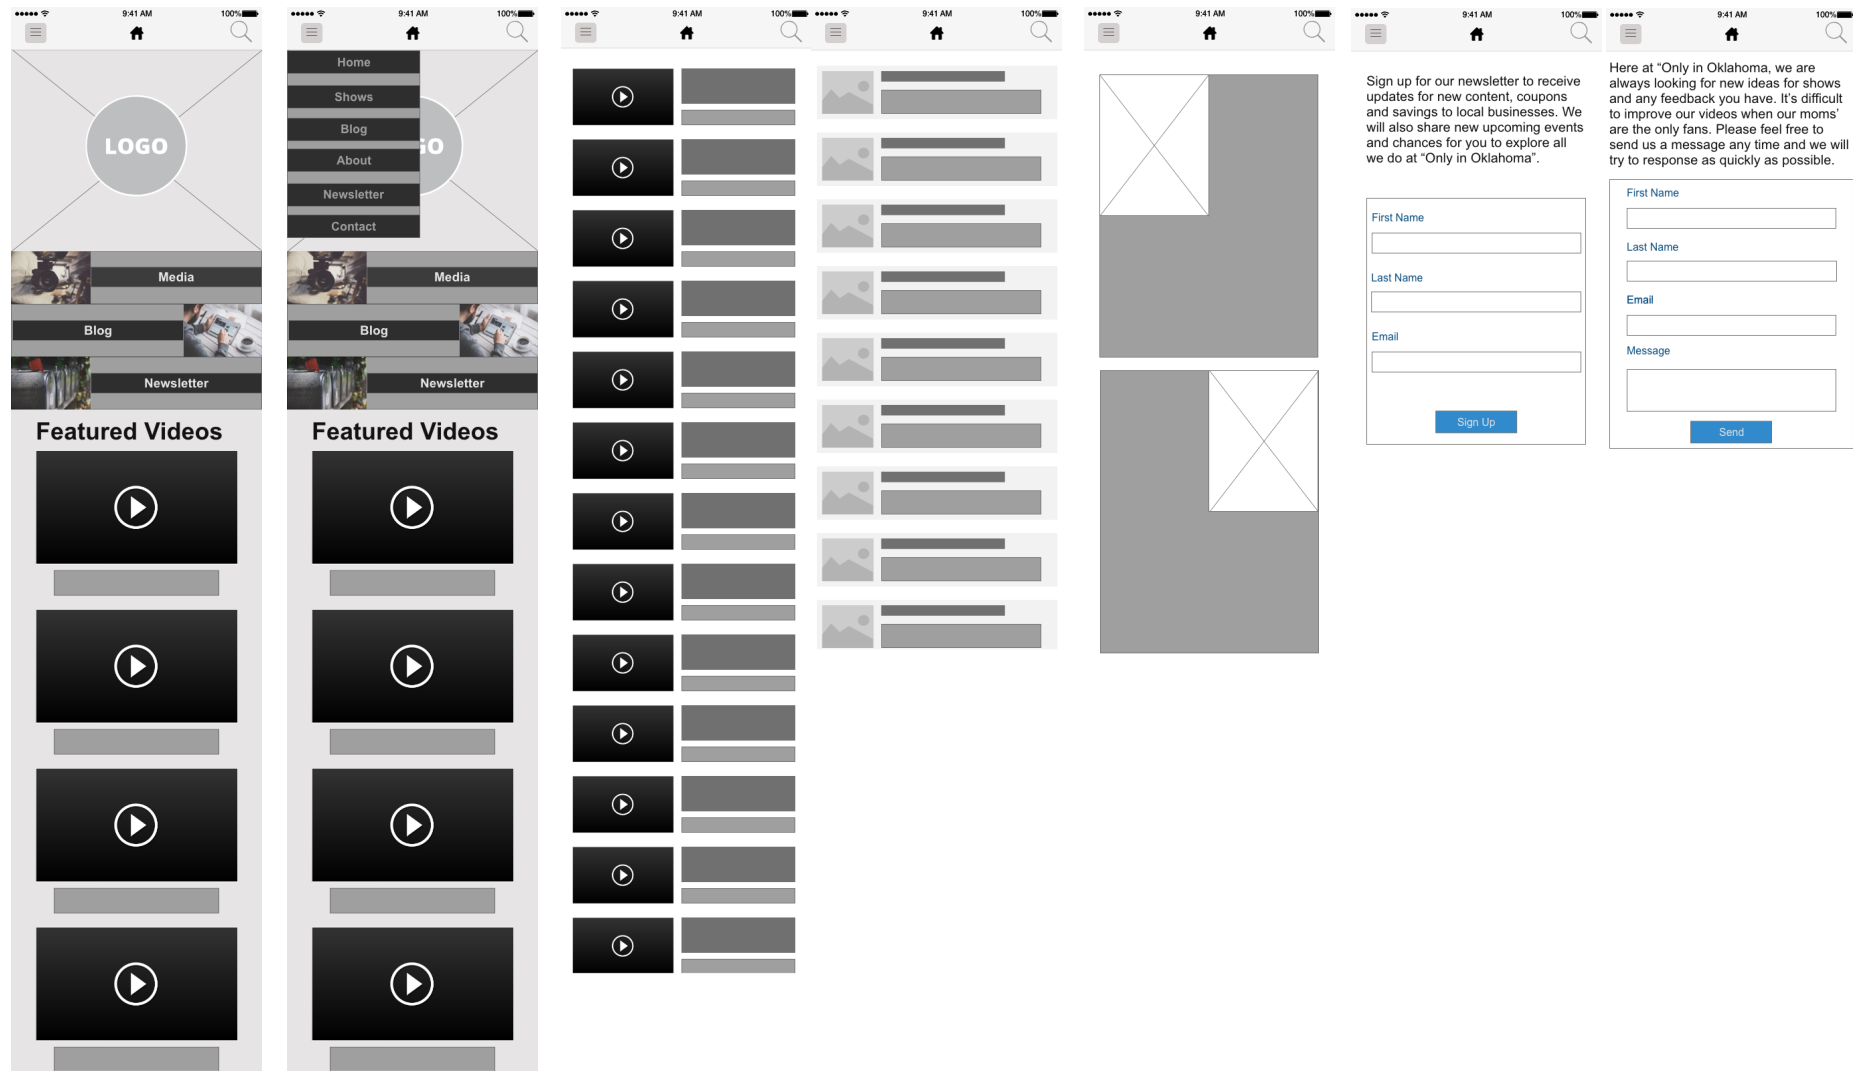 9:41 AM 100%
LOGO
Media
Blog
Newsletter
Featured Videos
9:41 AM 100%
Home
Shows
Blog
About
Newsletter
Contact
GO
Media
Blog
Newsletter
Featured Videos
9:41 AM 100%
9:41 AM 100%
9:41 AM 100%
9:41 AM 100%
Sign up for our newsletter to receive
updates for new content, coupons
and savings to local businesses. We
will also share new upcoming events
and chances for you to explore all
we do at “Only in Oklahoma”.
First Name
Last Name
Email
Sign Up
9:41 AM 100%
Here at “Only in Oklahoma, we are
always looking for new ideas for shows
and any feedback you have. It’s difficult
to improve our videos when our moms’
are the only fans. Please feel free to
send us a message any time and we will
try to response as quickly as possible.
First Name
Last Name
Email
Message
Send